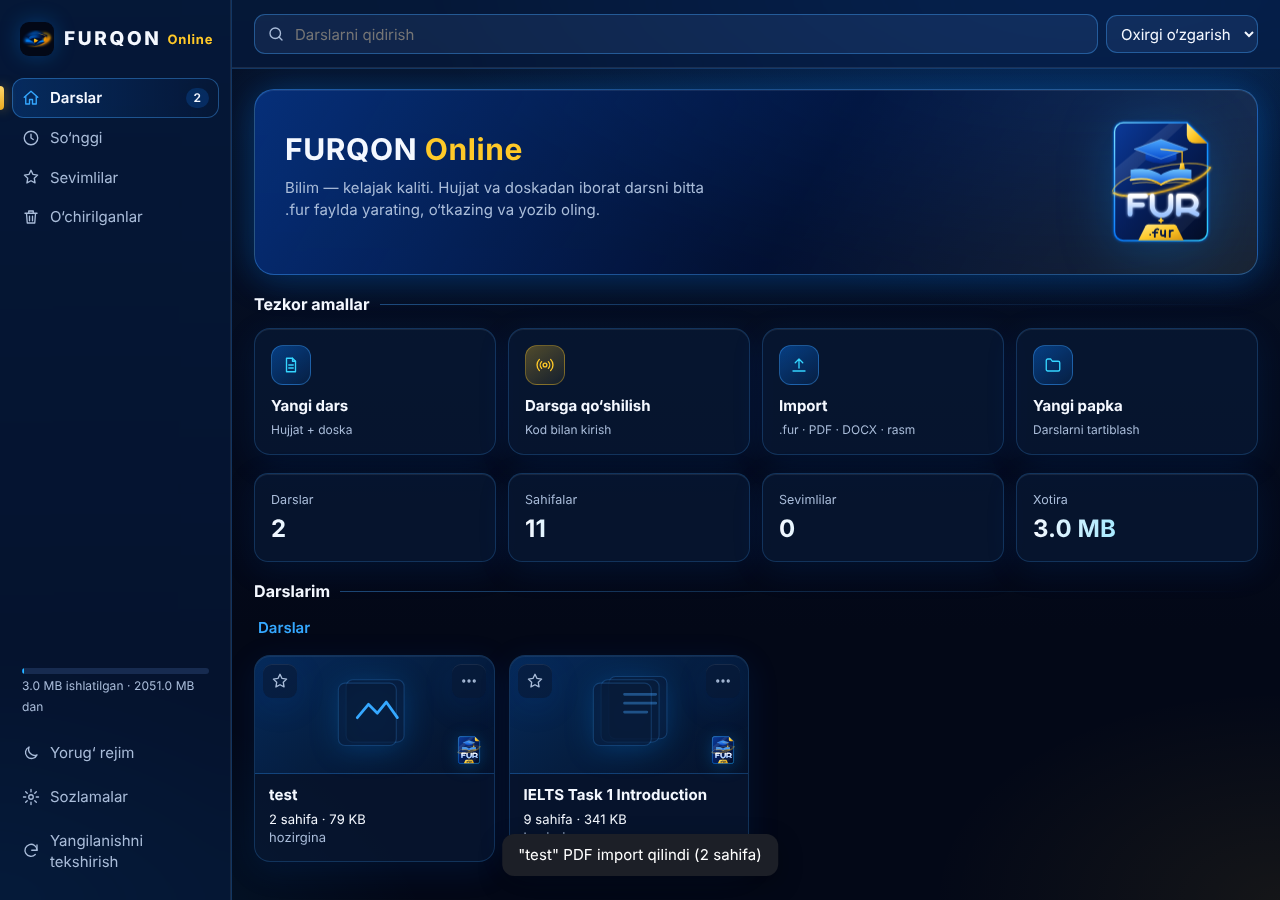 FURQON Online
Darslar 2
So‘nggi
Sevimlilar
O‘chirilganlar
3.0 MB ishlatilgan · 2051.0 MB
dan
Yorug‘ rejim
Sozlamalar
Yangilanishni
tekshirish
Darslarni qidirish
Oxirgi o‘zgarish
FURQON Online
Bilim — kelajak kaliti. Hujjat va doskadan iborat darsni bitta
.fur faylda yarating, o‘tkazing va yozib oling.
FUR
.fur
Tezkor amallar
Yangi dars
Hujjat + doska
Darsga qo‘shilish
Kod bilan kirish
Import
.fur · PDF · DOCX · rasm
Yangi papka
Darslarni tartiblash
Darslar
2
Sahifalar
11
Sevimlilar
0
Xotira
3.0 MB
Darslarim
Darslar
FUR
test
2 sahifa · 79 KB
hozirgina
FUR
IELTS Task 1 Introduction
9 sahifa · 341 KB
"test" PDF import qilindi (2 sahifa)